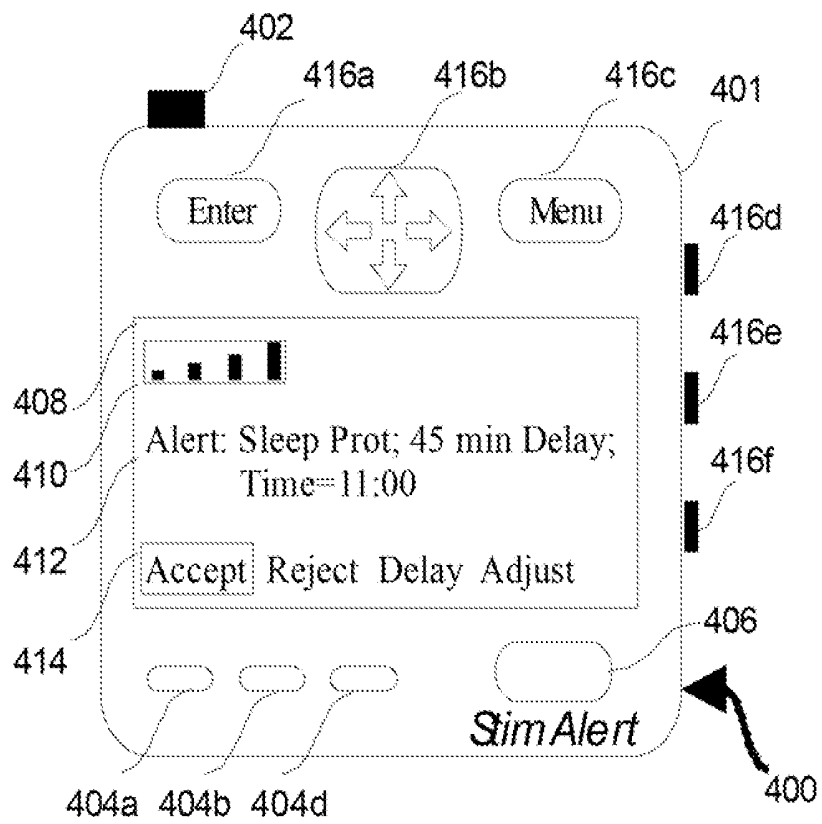 402
416a 416b 416c 401
Enter
Menu
416d
416e
416f
408
410
412
414
Alert: Sleep Prot; 45 min Delay;
Time=11:00
Accept Reject Delay Adjust
406
StimAlert
404a 404b 404d
400